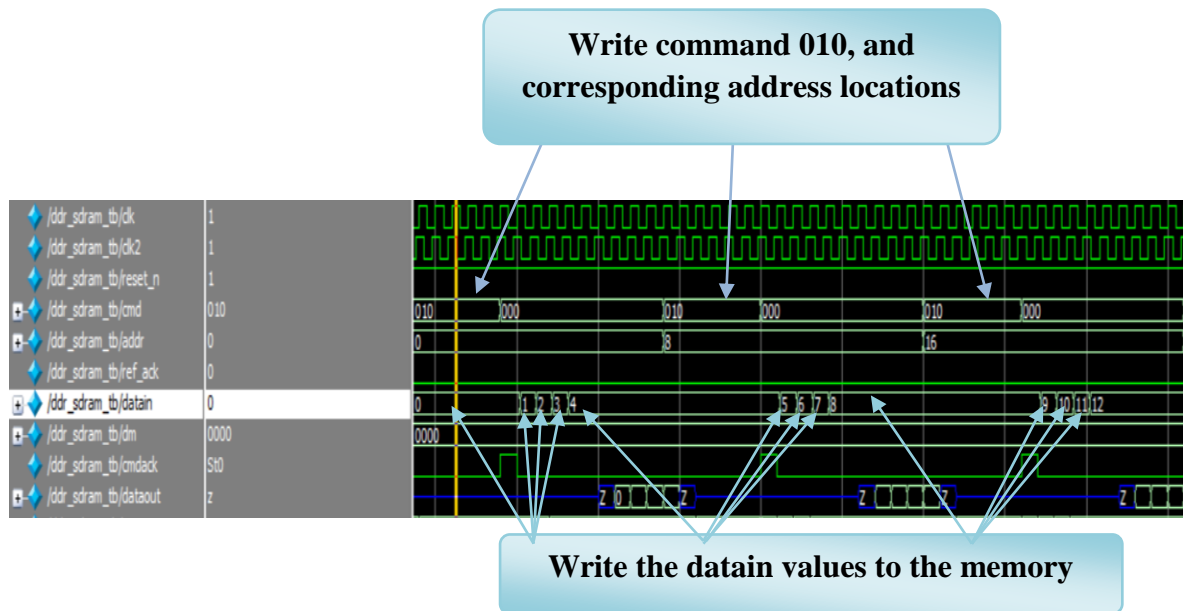 Write command 010, and
corresponding address locations
/ddr_sdram_tb/clk 1
/ddr_sdram_tb/clk2 1
/ddr_sdram_tb/reset_n 1
/ddr_sdram_tb/cmd 010 010 000 010 000 010 000
/ddr_sdram_tb/addr 0 0 8 16
/ddr_sdram_tb/ref_ack 0
/ddr_sdram_tb/datain 0 0 1 2 3 4 5 6 7 8 9 10 11 12
/ddr_sdram_tb/dm 0000 0000
/ddr_sdram_tb/cmdack St0
/ddr_sdram_tb/dataout z z 0 z z z z
Write the datain values to the memory